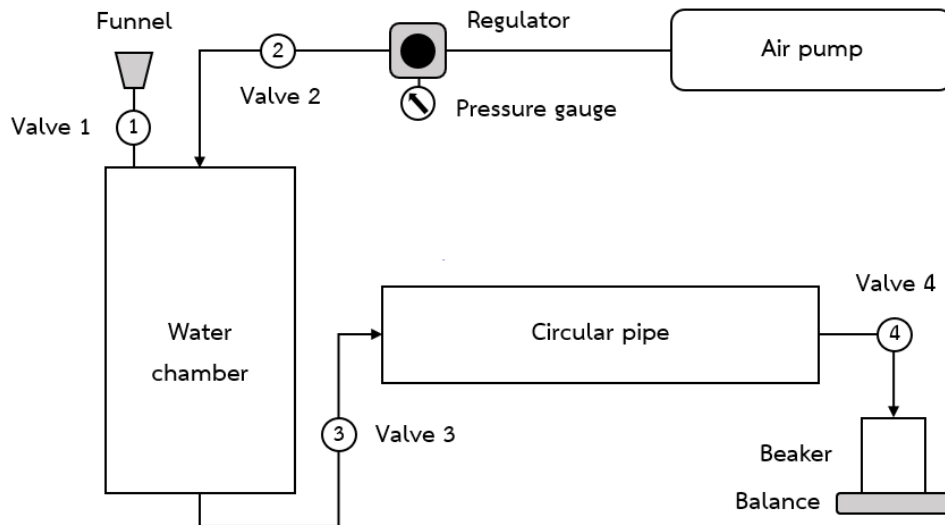 Funnel
Regulator
2
Air pump
Valve 2
Pressure gauge
Valve 1
1
Valve 4
Water
chamber
Circular pipe
4
3
Valve 3
Beaker
Balance